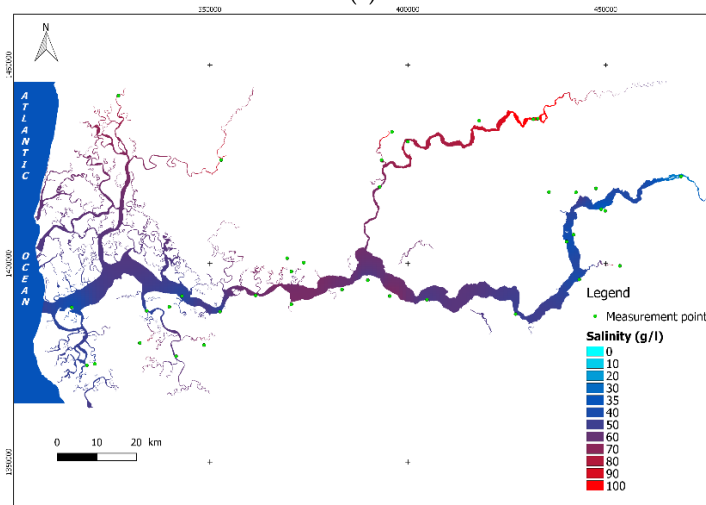 350000
400000
450000
N
1450000
ATLANTIC
OCEAN
1400000
Legend
Measurement point
Salinity (g/l)
0
10
20
30
35
40
50
60
70
80
90
100
0 10 20 km
1350000